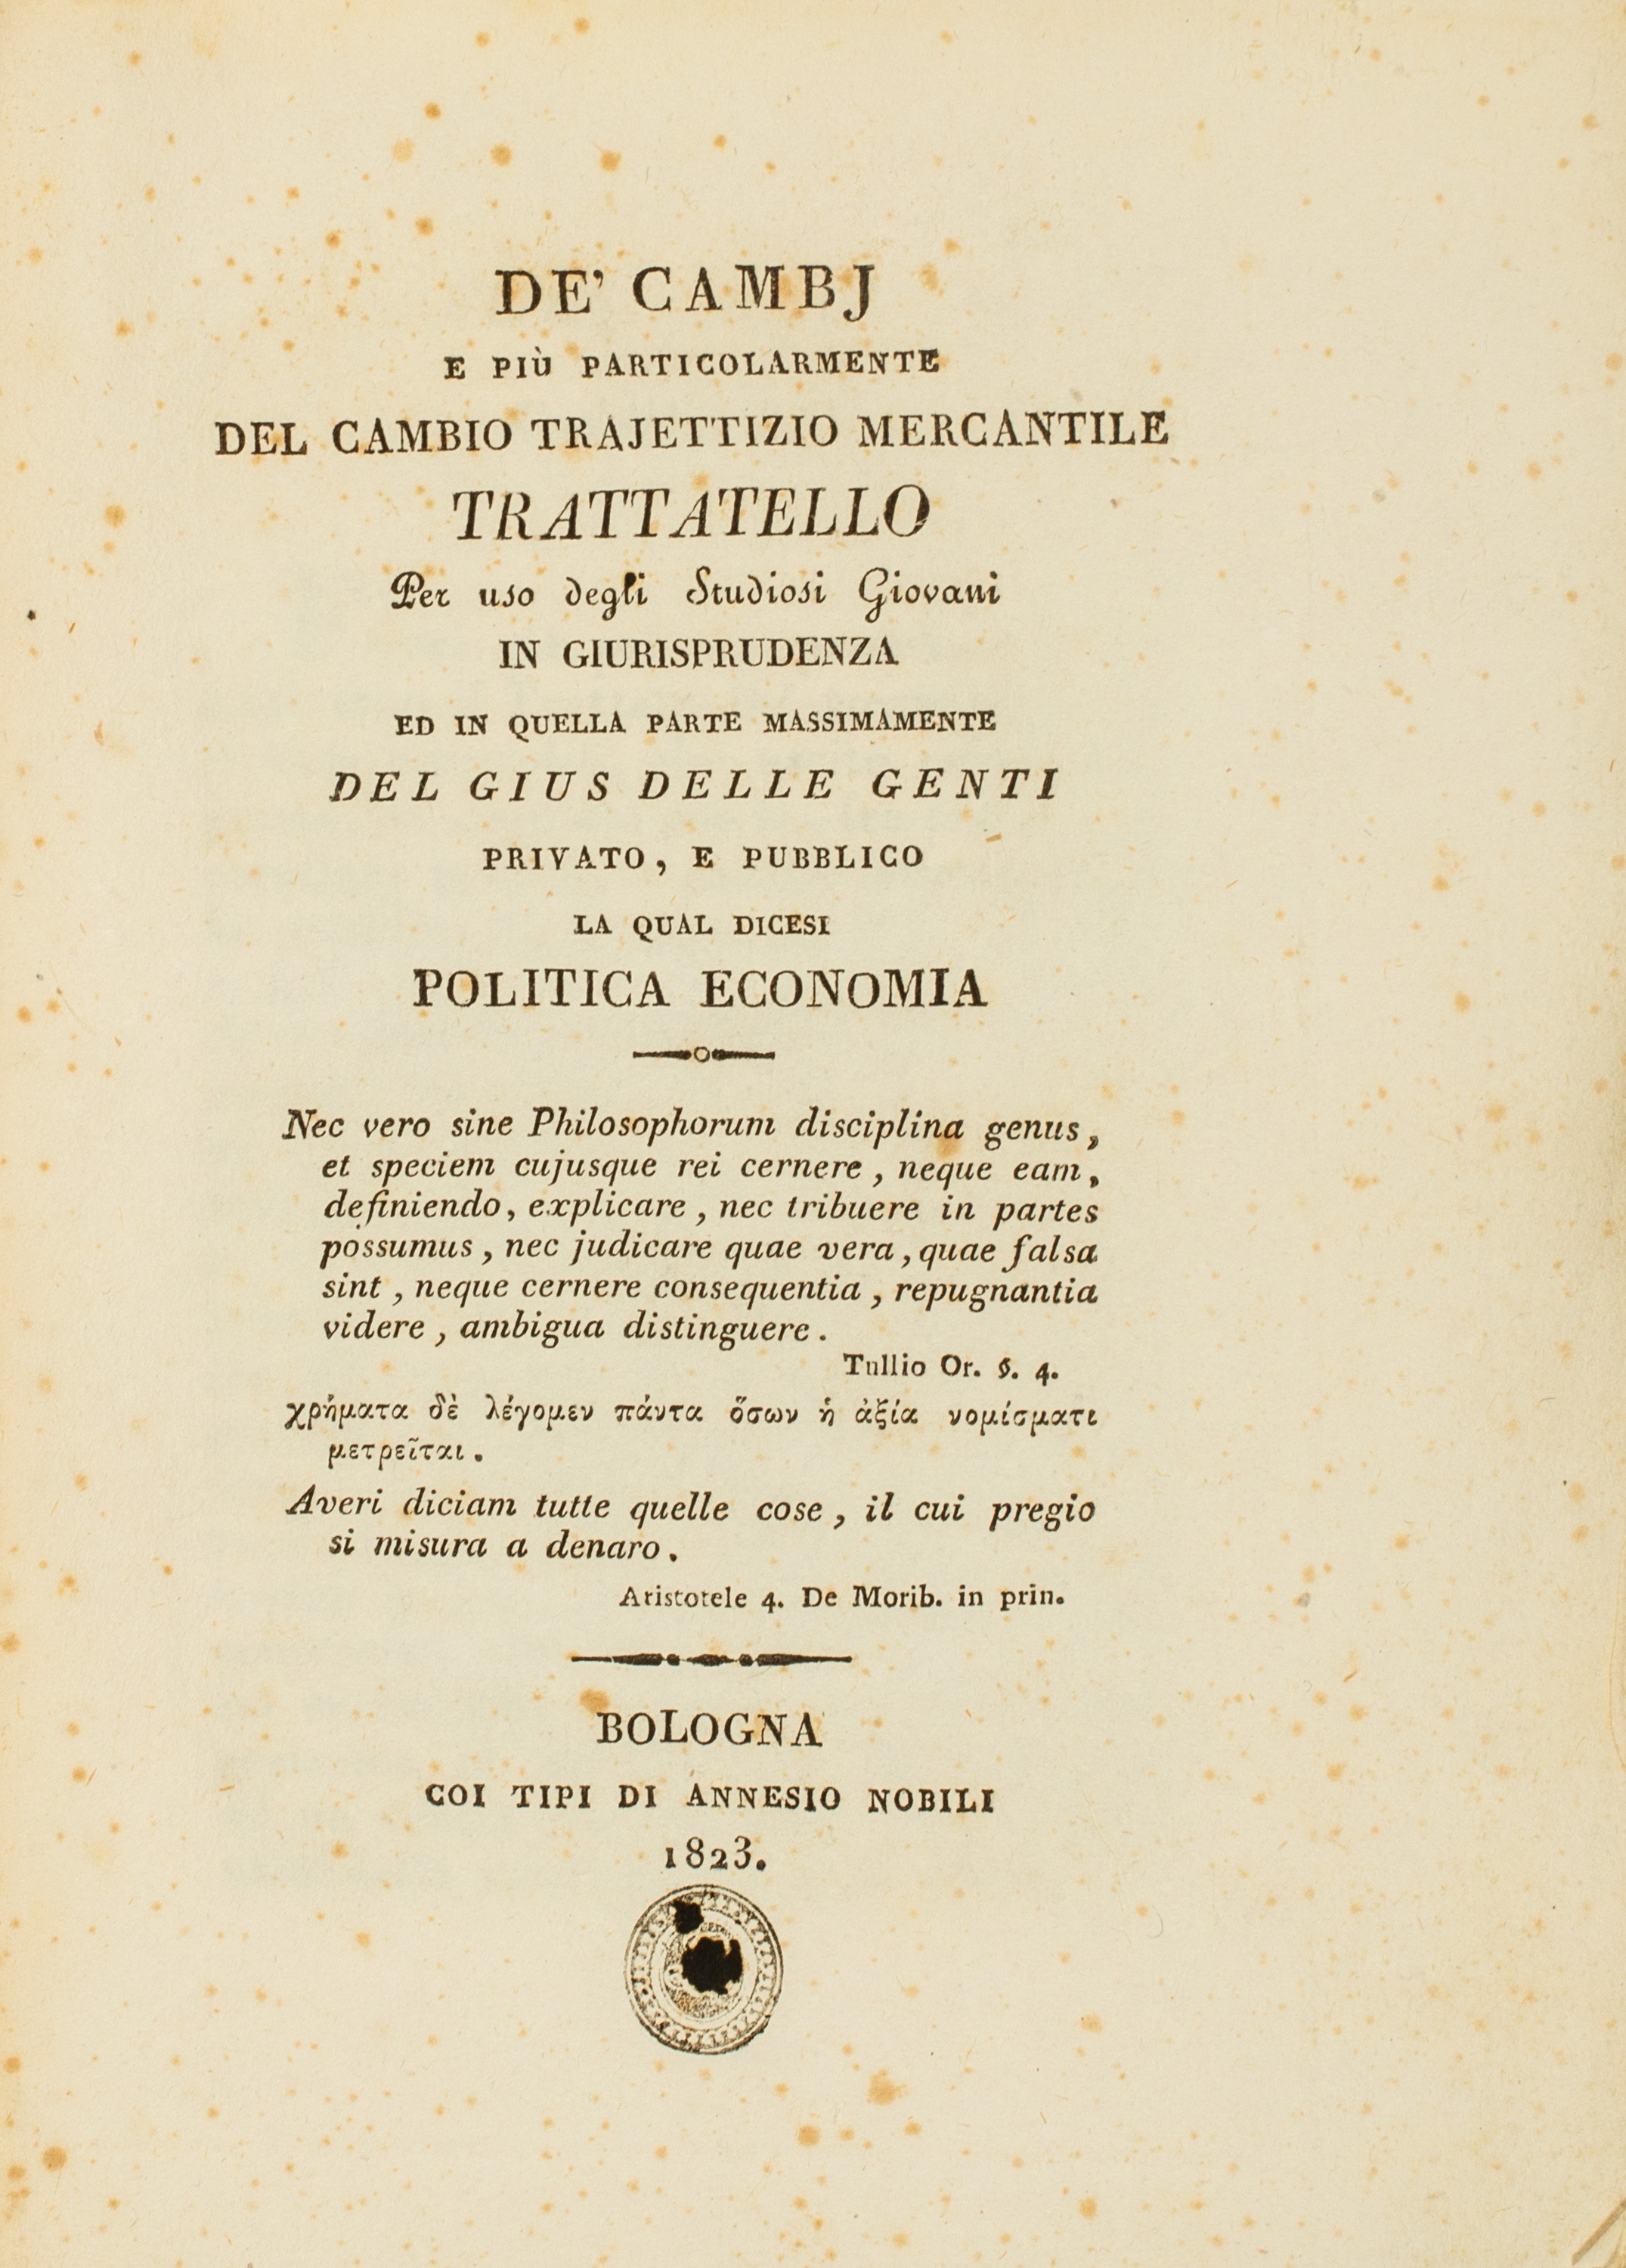 DE' CAMBJ
E PIÙ PARTICOLARMENTE
DEL CAMBIO TRAJETTIZIO MERCANTILE
TRATTATELLO
Per uso degli Studiosi Giovani
IN GIURISPRUDENZA
ED IN QUELLA PARTE MASSIMAMENTE
DEL GIUS DELLE GENTI
PRIVATO, E PUBBLICO
LA QUAL DICESI
POLITICA ECONOMIA
Nec vero sine Philosophorum disciplina genus,
et speciem cujusque rei cernere, neque eam,
definiendo, explicare, nec tribuere in partes
possumus, nec judicare quae vera, quae falsa
sint, neque cernere consequentia, repugnantia
videre, ambigua distinguere.
Tullio Or. §. 4.
χρήματα δὲ λέγομεν πάντα ὅσων ἡ ἀξία νομίσματι
μετρεῖται.
Averi diciam tutte quelle cose, il cui pregio
si misura a denaro.
Aristotele 4. De Morib. in prin.
BOLOGNA
COI TIPI DI ANNESIO NOBILI
1823.